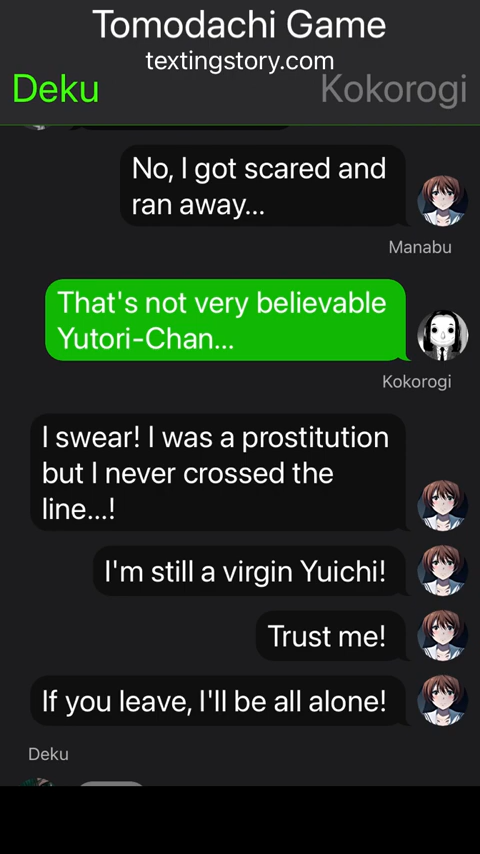 Tomodachi Game
textingstory.com
Deku
Kokorogi
No, I got scared and
ran away...
Manabu
That's not very believable
Yutori-Chan...
Kokorogi
I swear! I was a prostitution
but I never crossed the
line...!
I'm still a virgin Yuichi!
Trust me!
If you leave, I'll be all alone!
Deku